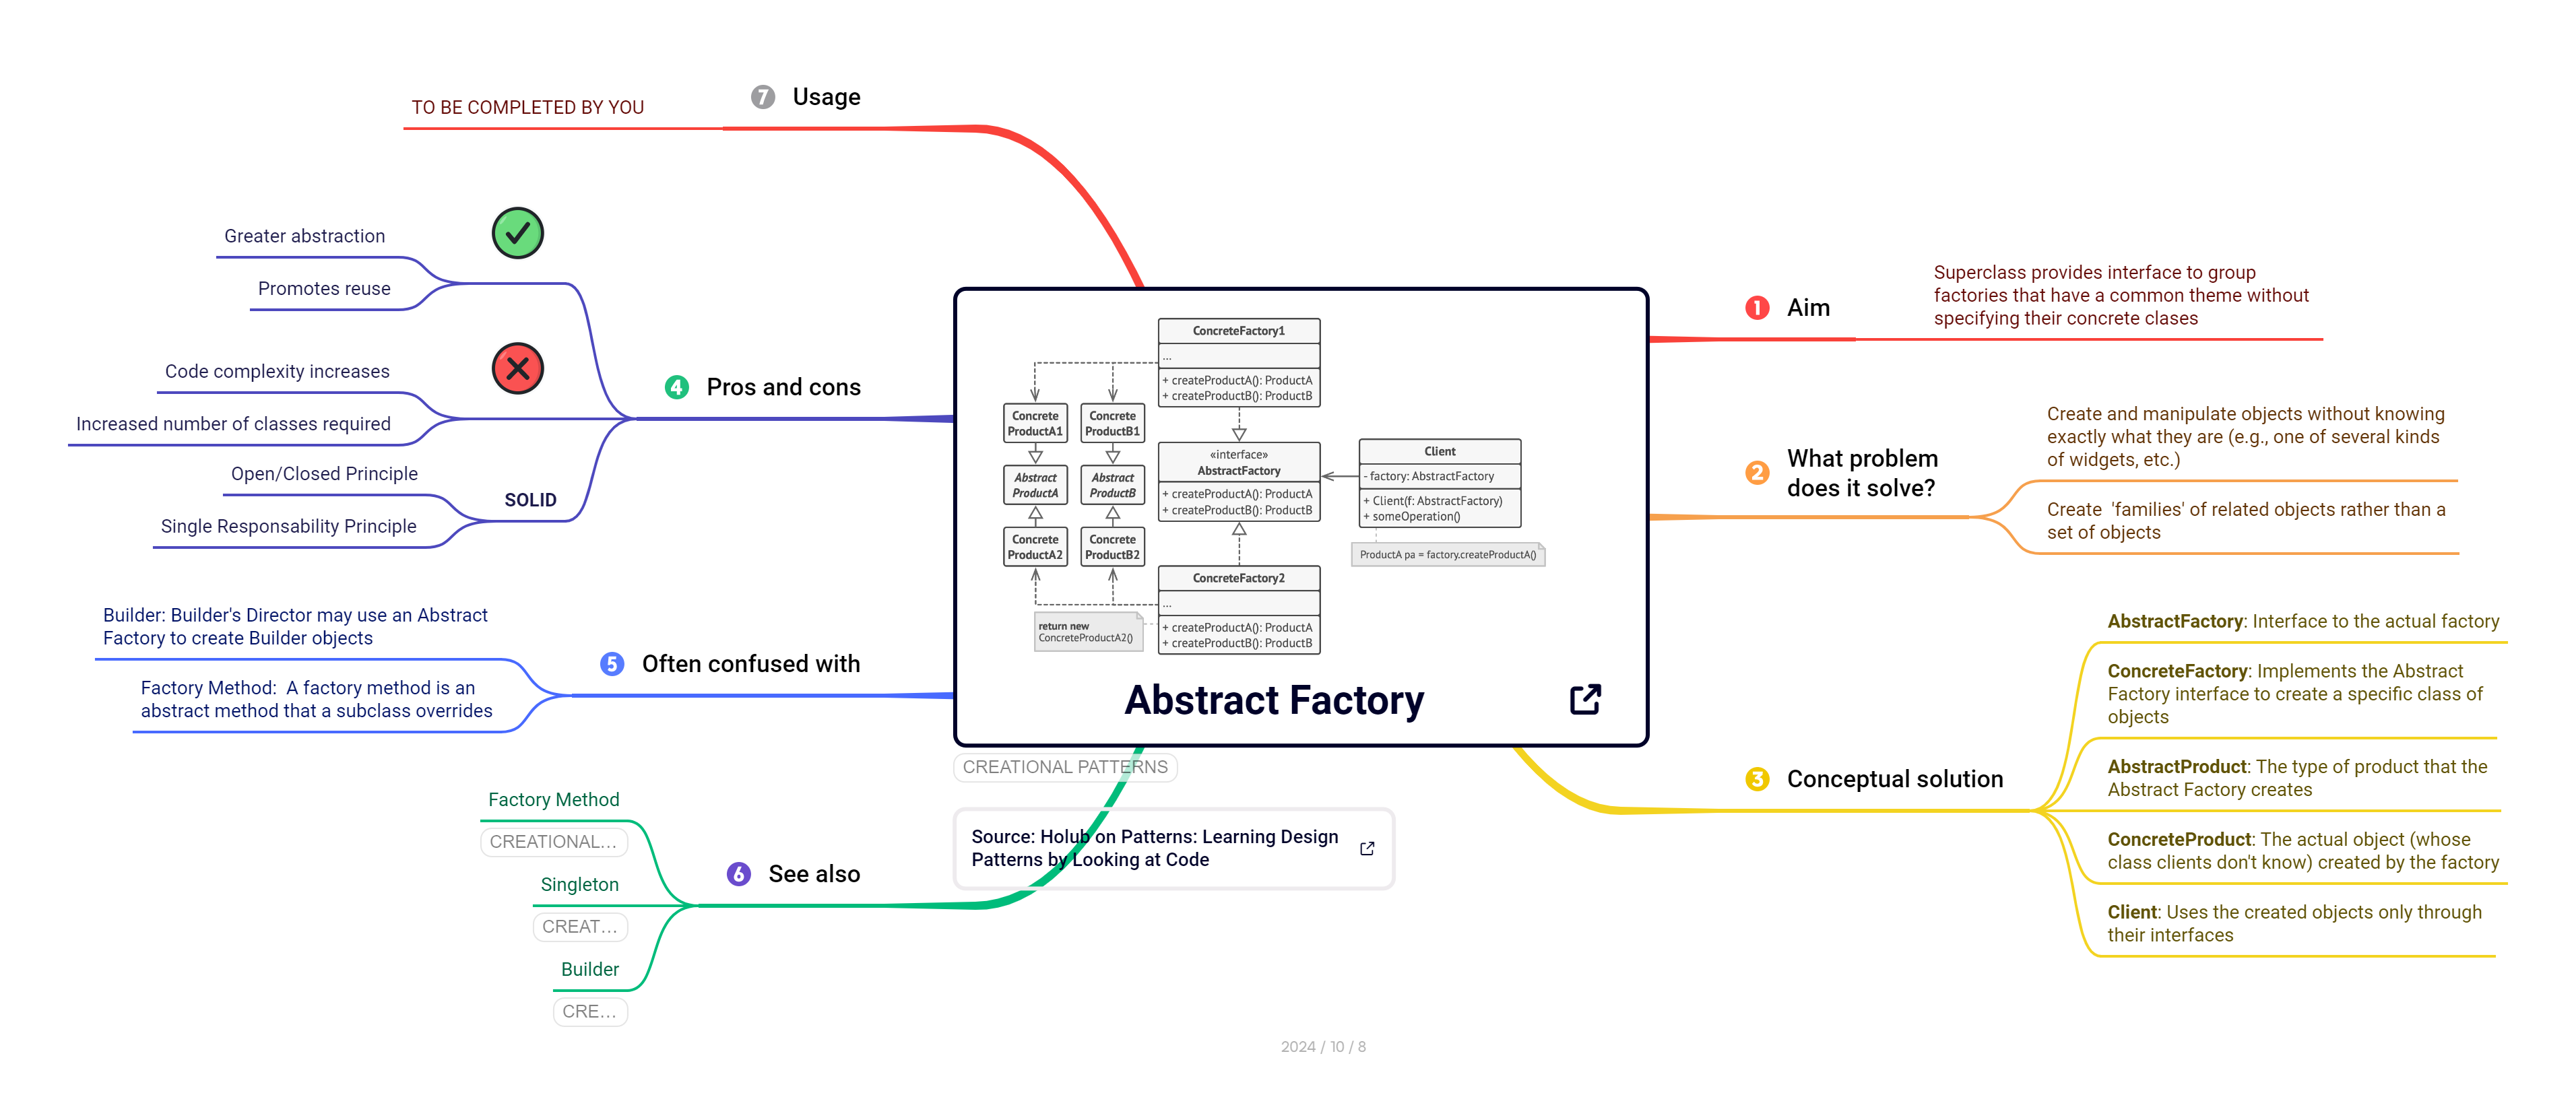 7 Usage
TO BE COMPLETED BY YOU
Greater abstraction
Promotes reuse
Code complexity increases
Increased number of classes required
Open/Closed Principle
Single Responsability Principle
SOLID
4 Pros and cons
Builder: Builder's Director may use an Abstract
Factory to create Builder objects
Factory Method:  A factory method is an
abstract method that a subclass overrides
5 Often confused with
Factory Method
CREATIONAL...
Singleton
CREAT...
Builder
CRE...
6 See also
ConcreteFactory1
...
+ createProductA(): ProductA
+ createProductB(): ProductB
Concrete
ProductA1
Concrete
ProductB1
Abstract
ProductA
Abstract
ProductB
Concrete
ProductA2
Concrete
ProductB2
«interface»
AbstractFactory
+ createProductA(): ProductA
+ createProductB(): ProductB
Client
- factory: AbstractFactory
+ Client(f: AbstractFactory)
+ someOperation()
ProductA pa = factory.createProductA()
ConcreteFactory2
...
+ createProductA(): ProductA
+ createProductB(): ProductB
return new
ConcreteProductA2()
Abstract Factory
CREATIONAL PATTERNS
Source: Holub on Patterns: Learning Design
Patterns by Looking at Code
1 Aim
Superclass provides interface to group
factories that have a common theme without
specifying their concrete clases
2 What problem
does it solve?
Create and manipulate objects without knowing
exactly what they are (e.g., one of several kinds
of widgets, etc.)
Create  'families' of related objects rather than a
set of objects
3 Conceptual solution
AbstractFactory: Interface to the actual factory
ConcreteFactory: Implements the Abstract
Factory interface to create a specific class of
objects
AbstractProduct: The type of product that the
Abstract Factory creates
ConcreteProduct: The actual object (whose
class clients don't know) created by the factory
Client: Uses the created objects only through
their interfaces
2024 / 10 / 8